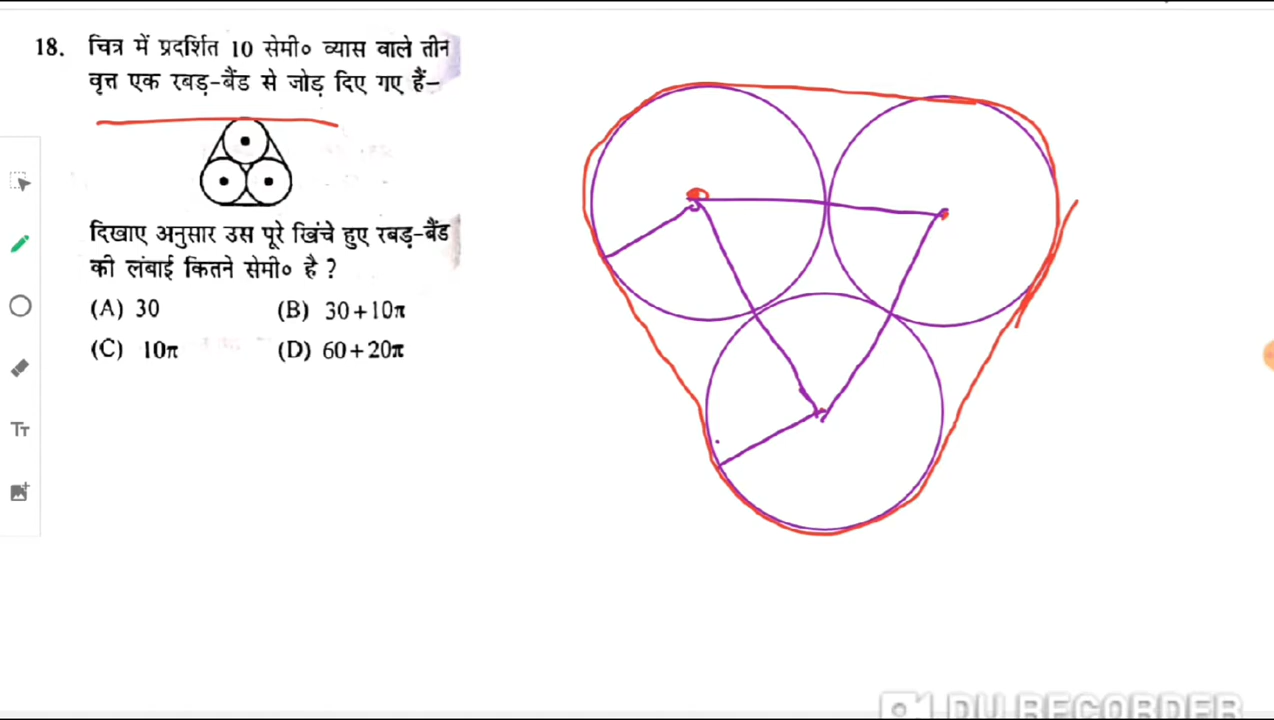 18. चित्र में प्रदर्शित 10 सेमी० व्यास वाले तीन
वृत्त एक रबड़-बैंड से जोड़ दिए गए हैं–
दिखाए अनुसार उस पूरे खिंचे हुए रबड़-बैंड
की लंबाई कितने सेमी० है ?
(A) 30 (B) 30+10π
(C) 10π (D) 60+20π
TT
DU RECORDER